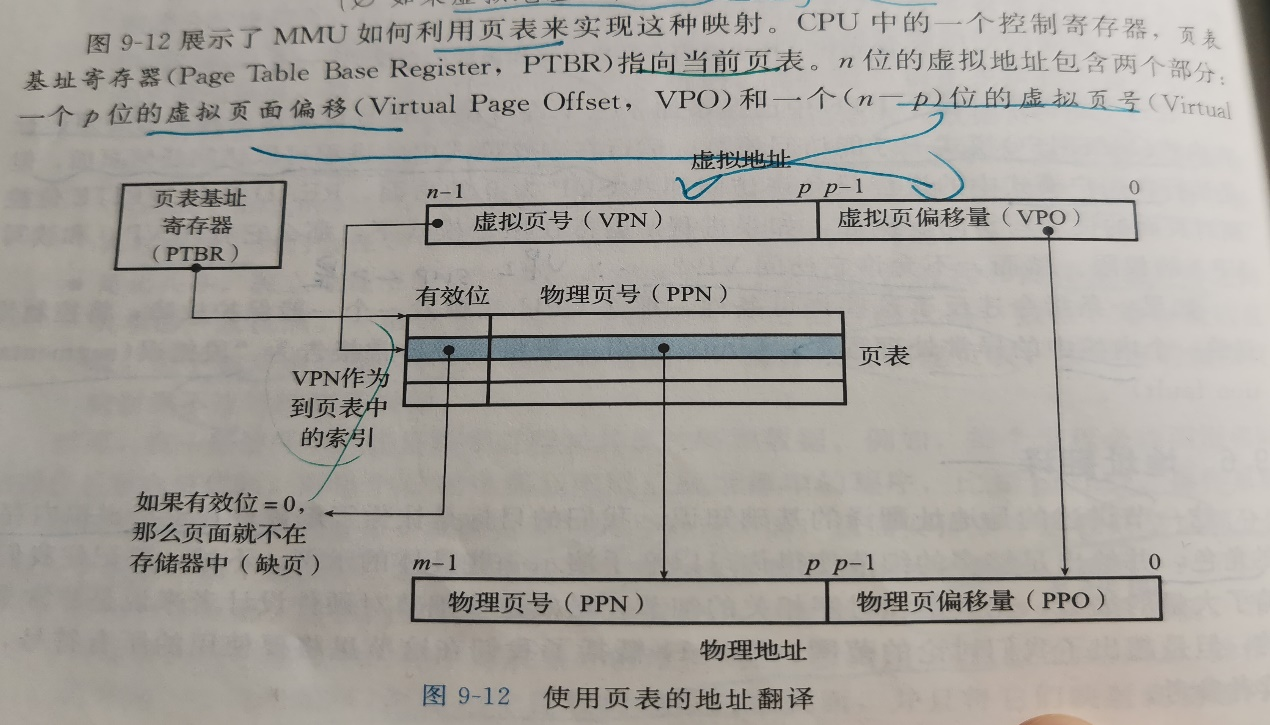 图 9-12 展示了 MMU 如何利用页表来实现这种映射。CPU 中的一个控制寄存器，页表
基址寄存器(Page Table Base Register，PTBR)指向当前页表。n 位的虚拟地址包含两个部分：
一个 p 位的虚拟页面偏移(Virtual Page Offset，VPO)和一个(n－p)位的虚拟页号(Virtual
虚拟地址
页表基址
寄存器
（PTBR）
n-1
p p-1
0
虚拟页号（VPN）
虚拟页偏移量（VPO）
有效位
物理页号（PPN）
页表
VPN作为
到页表中
的索引
如果有效位=0，
那么页面就不在
存储器中（缺页）
m-1
p p-1
0
物理页号（PPN）
物理页偏移量（PPO）
物理地址
图 9-12 使用页表的地址翻译